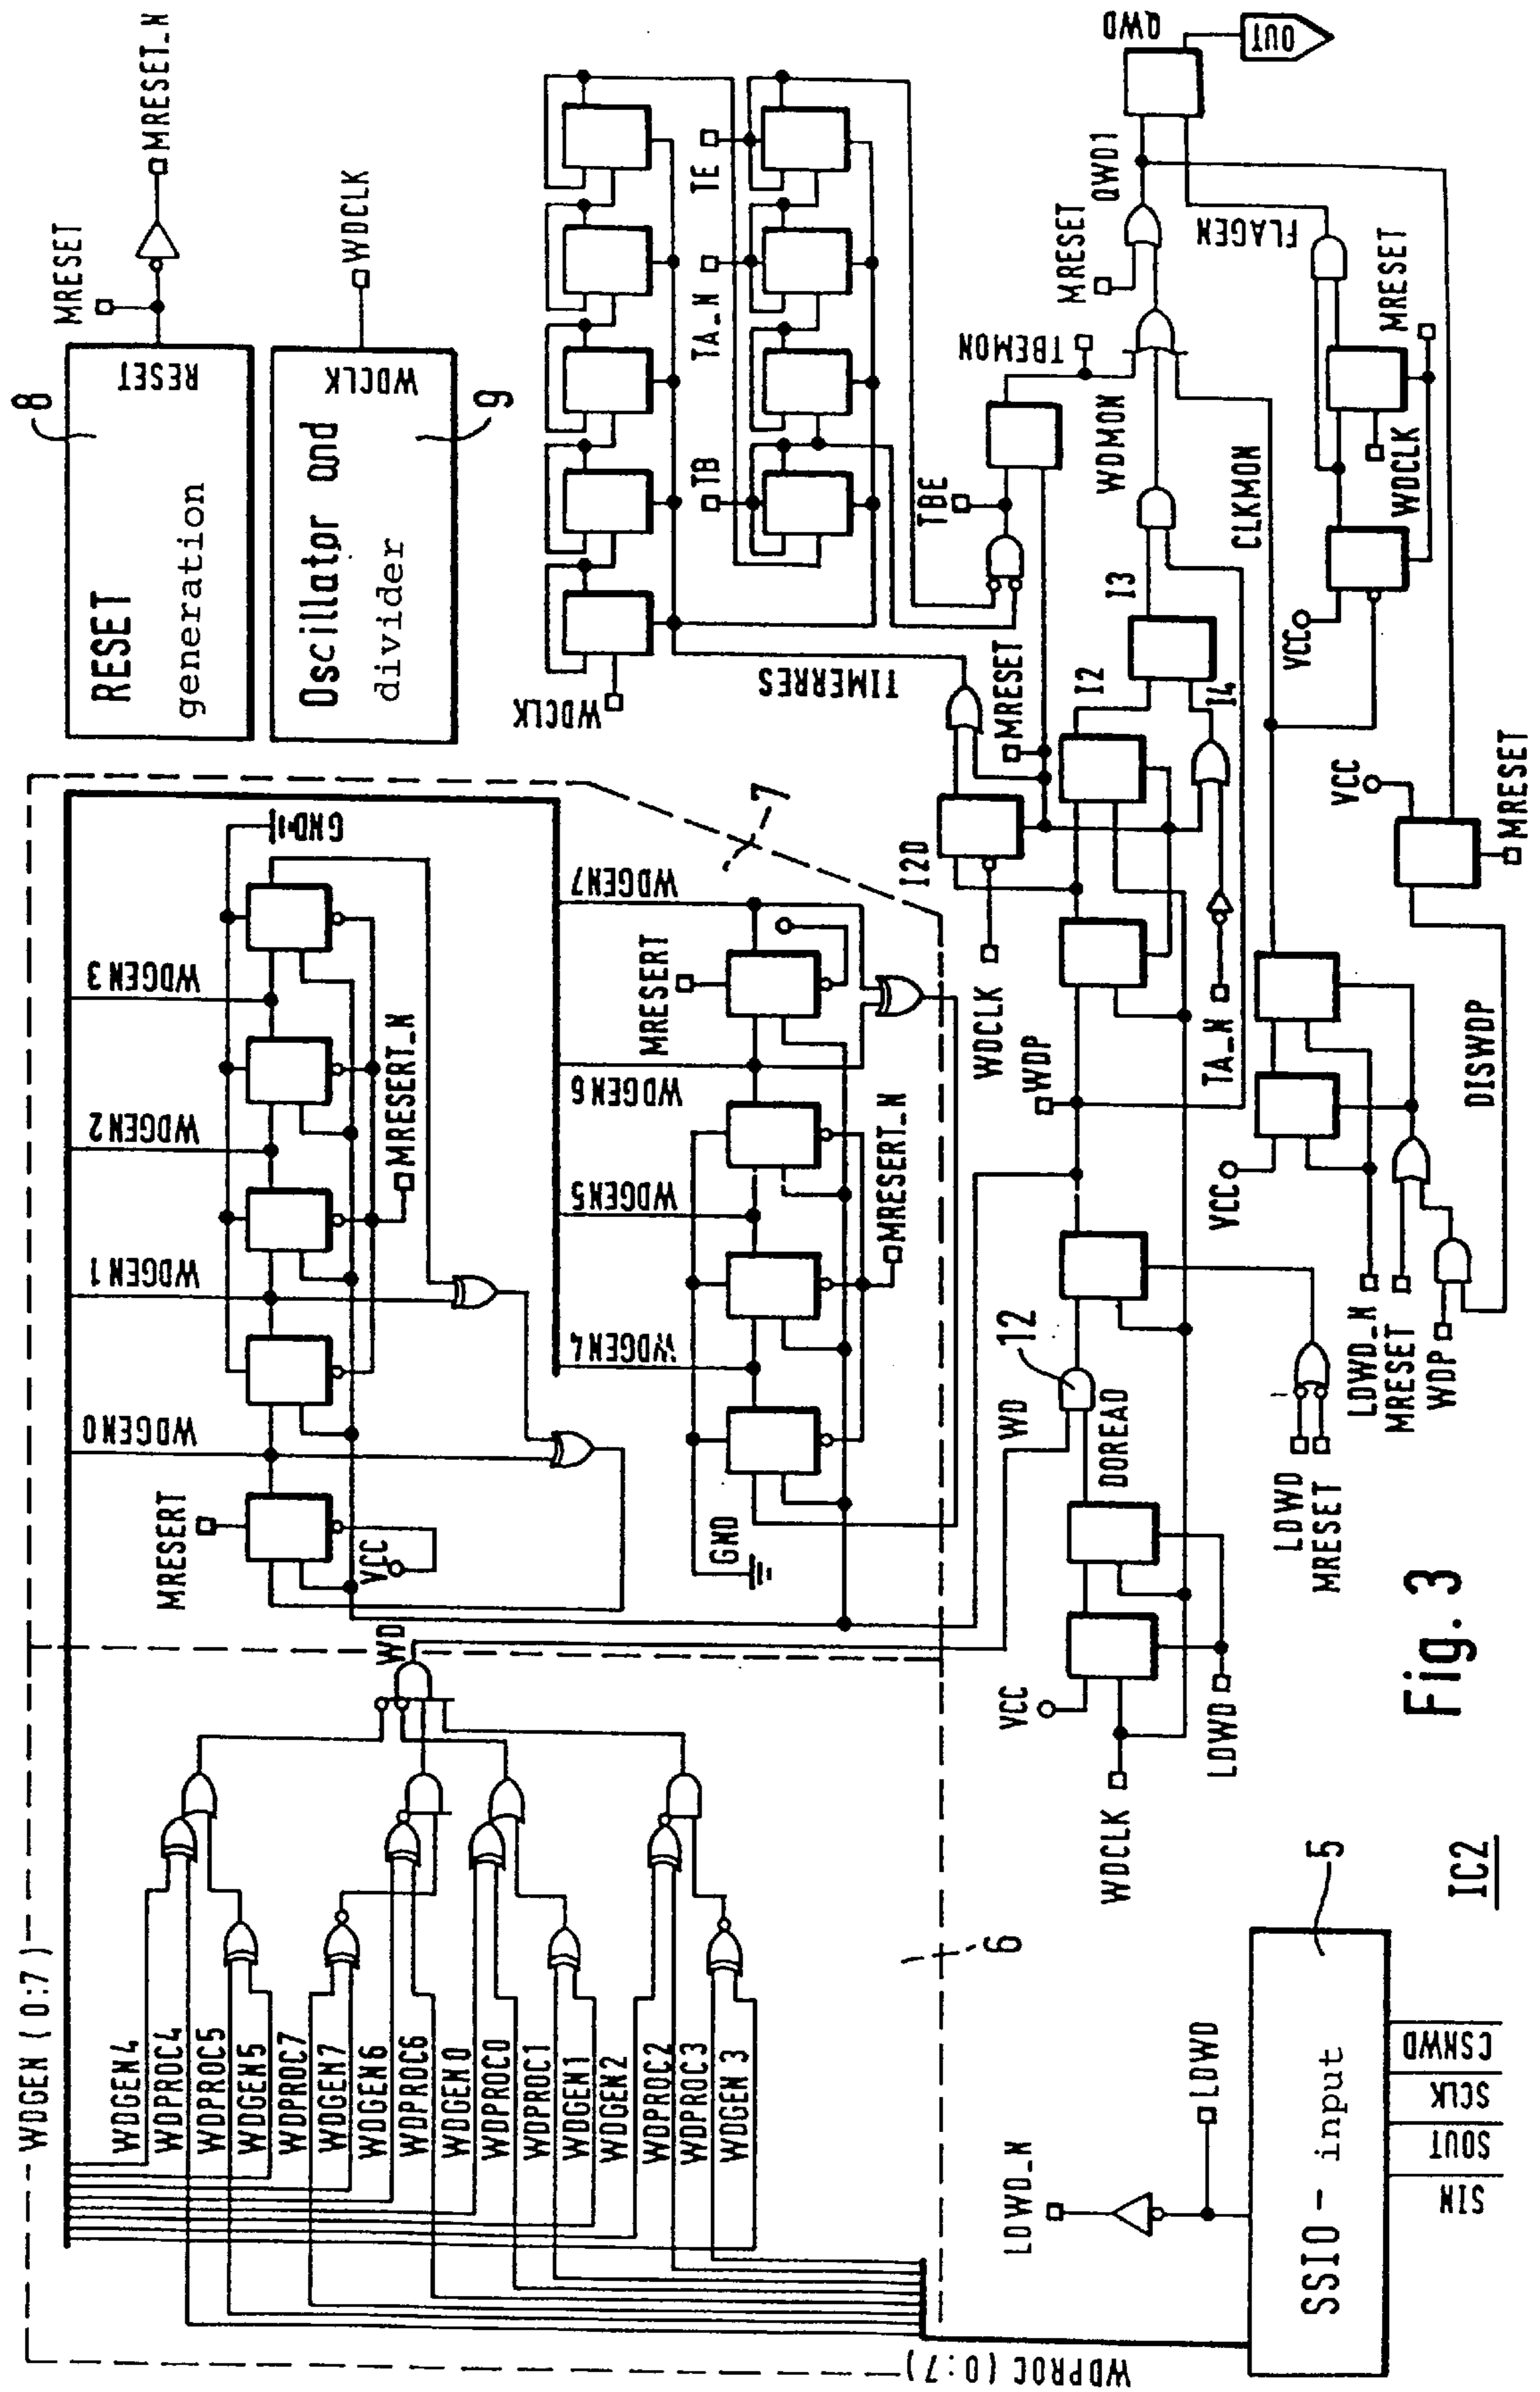 WDGEN (0:7)
WDGEN4
WDPROC4
WDPROC5
WDGEN5
WDPROC7
WDGEN7
WDGEN6
WDPROC6
WDGEN0
WDPROC0
WDPROC1
WDGEN1
WDGEN2
WDPROC2
WDPROC3
WDGEN3
WDPROC (0:7)
6
WD
MRESERT
WDGEN0
WDGEN1
WDGEN2
WDGEN3
VCC
MRESERT_N
GND
GND
WDGEN4
WDGEN5
WDGEN6
WDGEN7
MRESERT
MRESERT_N
7
8
RESET
generation
RESET
MRESET
MRESET_N
Oscillator and
divider
WDCLK
WDCLK
9
WDCLK
TIMERRES
TB
TA_N
TE
TBE
TBEMON
MRESET
I2D
WDCLK
WDP
I2
I3
I4
TA_N
WDMON
CLKMON
MRESET
QWD1
QWD
OUT
FLAGEN
MRESET
WDCLK
VCC
VCC
MRESET
DISWDP
VCC
LDWD_N
MRESET
WDP
WD
12
DOREAD
LDWD
MRESET
VCC
LDWD
WDCLK
LDWD_N
LDWD
SSIO - input
5
SIN
SOUT
SCLK
CSNWD
IC2
Fig. 3